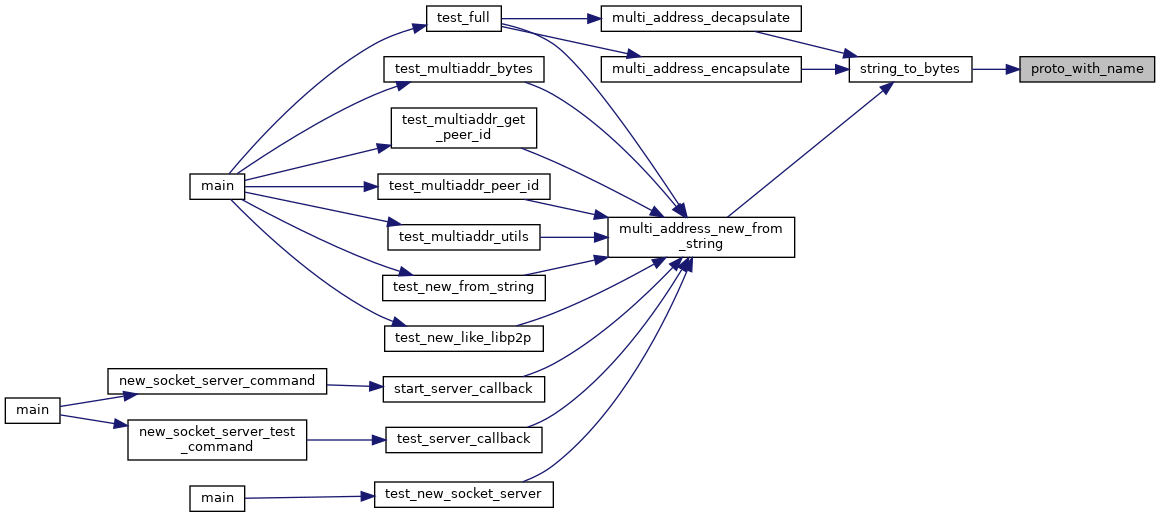 test_full
multi_address_decapsulate
test_multiaddr_bytes
multi_address_encapsulate
string_to_bytes
proto_with_name
test_multiaddr_get
_peer_id
main
test_multiaddr_peer_id
test_multiaddr_utils
multi_address_new_from
_string
test_new_from_string
test_new_like_libp2p
new_socket_server_command
start_server_callback
main
new_socket_server_test
_command
test_server_callback
main
test_new_socket_server